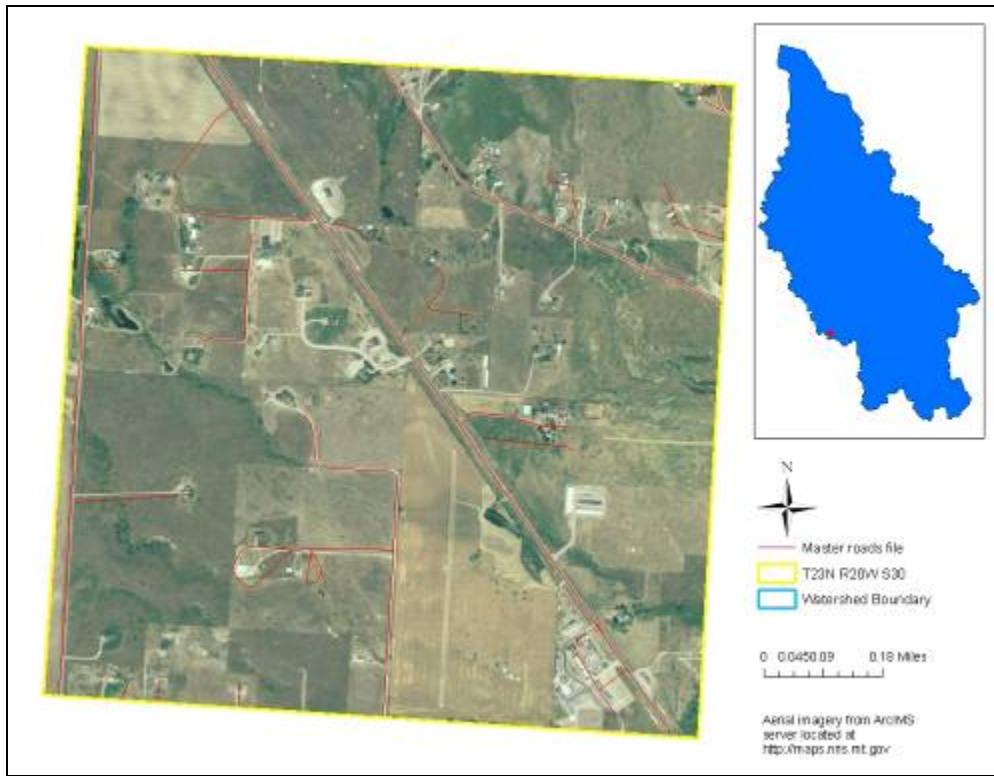 N
Master roads file
T23N R20W S30
Watershed Boundary
0 0.0450.09 0.18 Miles
Aerial imagery from ArcIMS
server located at
http://maps.nris.mt.gov